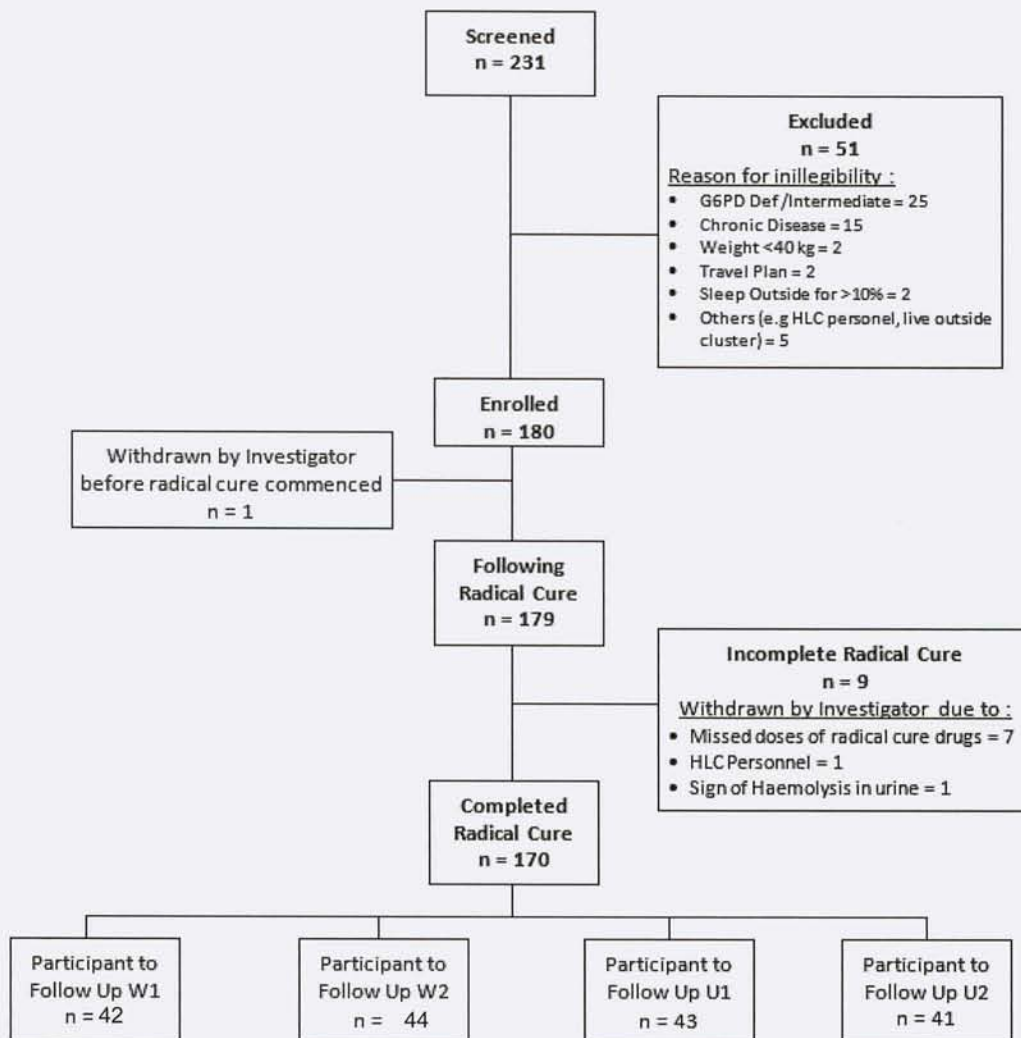 Screened
n = 231
Excluded
n = 51
Reason for inillegibility :
• G6PD Def/Intermediate = 25
• Chronic Disease = 15
• Weight <40 kg = 2
• Travel Plan = 2
• Sleep Outside for >10% = 2
• Others (e.g HLC personel, live outside
cluster) = 5
Enrolled
n = 180
Withdrawn by Investigator
before radical cure commenced
n = 1
Following
Radical Cure
n = 179
Incomplete Radical Cure
n = 9
Withdrawn by Investigator due to :
• Missed doses of radical cure drugs = 7
• HLC Personnel = 1
• Sign of Haemolysis in urine = 1
Completed
Radical Cure
n = 170
Participant to
Follow Up W1
n = 42
Participant to
Follow Up W2
n = 44
Participant to
Follow Up U1
n = 43
Participant to
Follow Up U2
n = 41